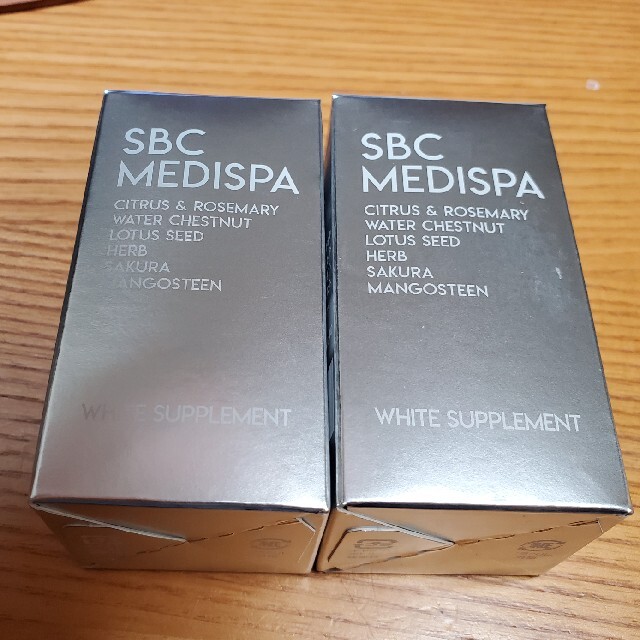 SBC
MEDISPA
CITRUS & ROSEMARY
WATER CHESTNUT
LOTUS SEED
HERB
SAKURA
MANGOSTEEN
WHITE SUPPLEMENT
SBC
MEDISPA
CITRUS & ROSEMARY
WATER CHESTNUT
LOTUS SEED
HERB
SAKURA
MANGOSTEEN
WHITE SUPPLEMENT